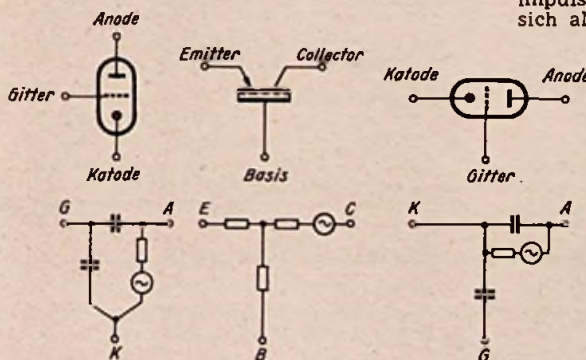 impuls
sich al
Anode
Gitter
Katode
Emitter
Collector
Basis
Katode
Anode
Gitter
G
A
K
E
C
B
K
A
G